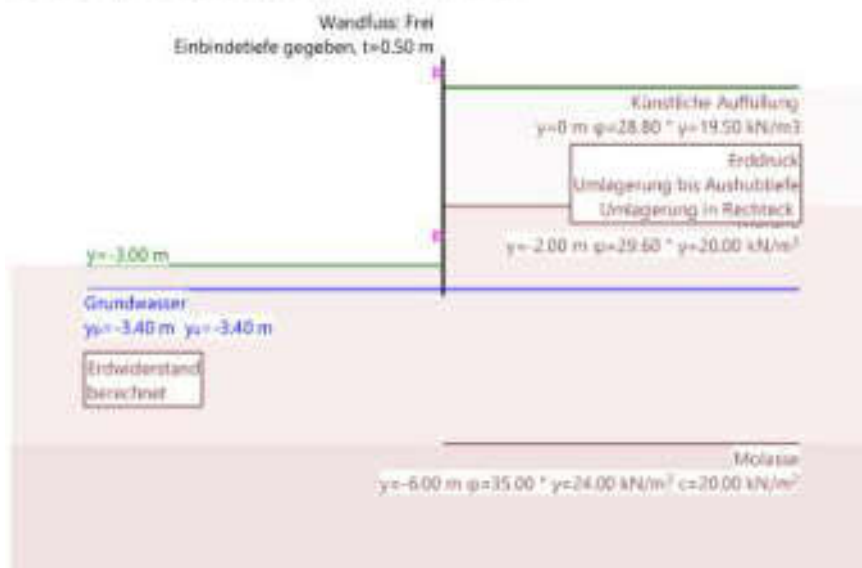 Wandfuss: Frei
Einbindetiefe gegeben, t=0.50 m
Künstliche Auffüllung
y=0 m φ=28.80 ° γ=19.50 kN/m3
Erddruck
Umlagerung bis Aushubtiefe
Umlagerung in Rechteck
y=-2.00 m φ=29.60 ° γ=20.00 kN/m³
y=-3.00 m
Grundwasser
y=-3.40 m y=-3.40 m
Erdwiderstand
berechnet
Molasse
y=-6.00 m φ=35.00 ° γ=24.00 kN/m³ c=20.00 kN/m²